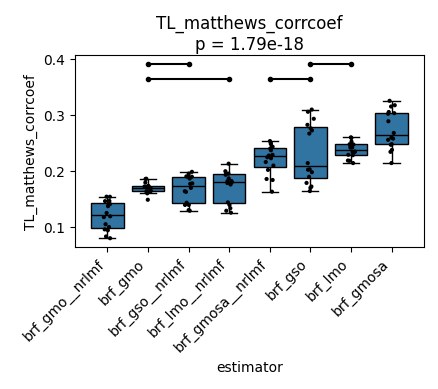 TL_matthews_corrcoef
p = 1.79e-18
TL_matthews_corrcoef
0.4
0.3
0.2
0.1
brf_gmo__nrlmf
brf_gmo
brf_gso__nrlmf
brf_lmo__nrlmf
brf_gmosa__nrlmf
brf_gso
brf_lmo
brf_gmosa
estimator